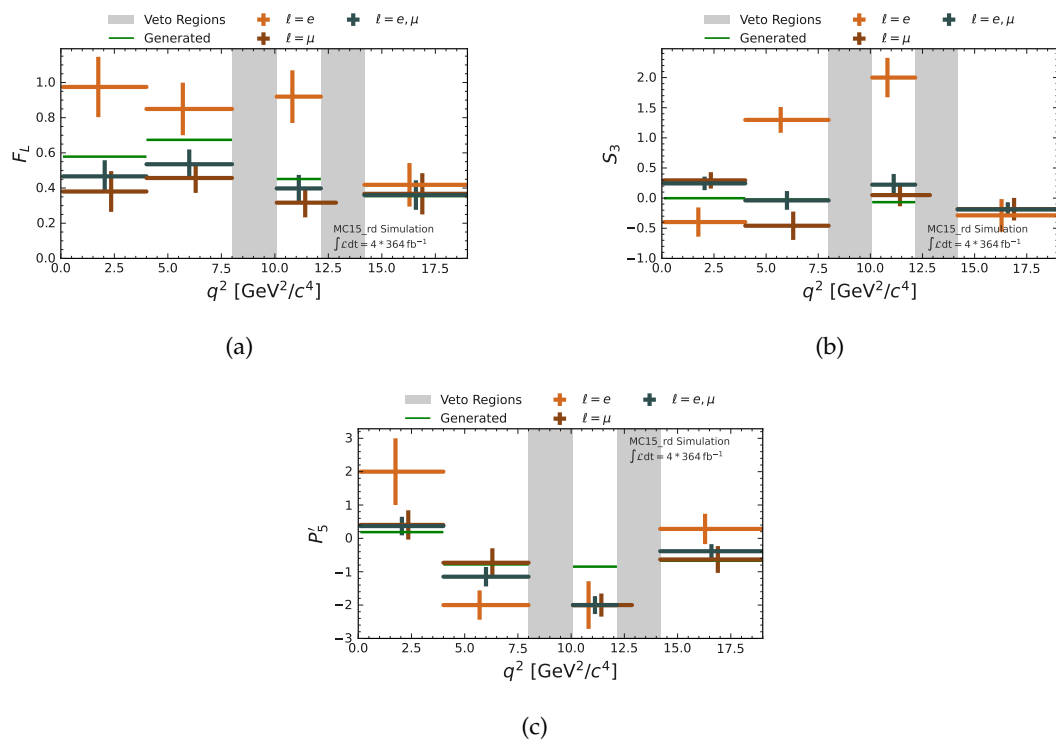 Veto Regions ℓ = e ℓ = e, μ
Generated ℓ = μ
1.0
0.8
0.6
0.4
0.2
0.0
F_L
MC15_rd Simulation
∫ℒdt = 4 * 364 fb⁻¹
0.0 2.5 5.0 7.5 10.0 12.5 15.0 17.5
q² [GeV²/c⁴]
(a)
Veto Regions ℓ = e ℓ = e, μ
Generated ℓ = μ
2.0
1.5
1.0
0.5
0.0
−0.5
−1.0
S₃
MC15_rd Simulation
∫ℒdt = 4 * 364 fb⁻¹
0.0 2.5 5.0 7.5 10.0 12.5 15.0 17.5
q² [GeV²/c⁴]
(b)
Veto Regions ℓ = e ℓ = e, μ
Generated ℓ = μ
3
2
1
0
−1
−2
−3
P′₅
MC15_rd Simulation
∫ℒdt = 4 * 364 fb⁻¹
0.0 2.5 5.0 7.5 10.0 12.5 15.0 17.5
q² [GeV²/c⁴]
(c)